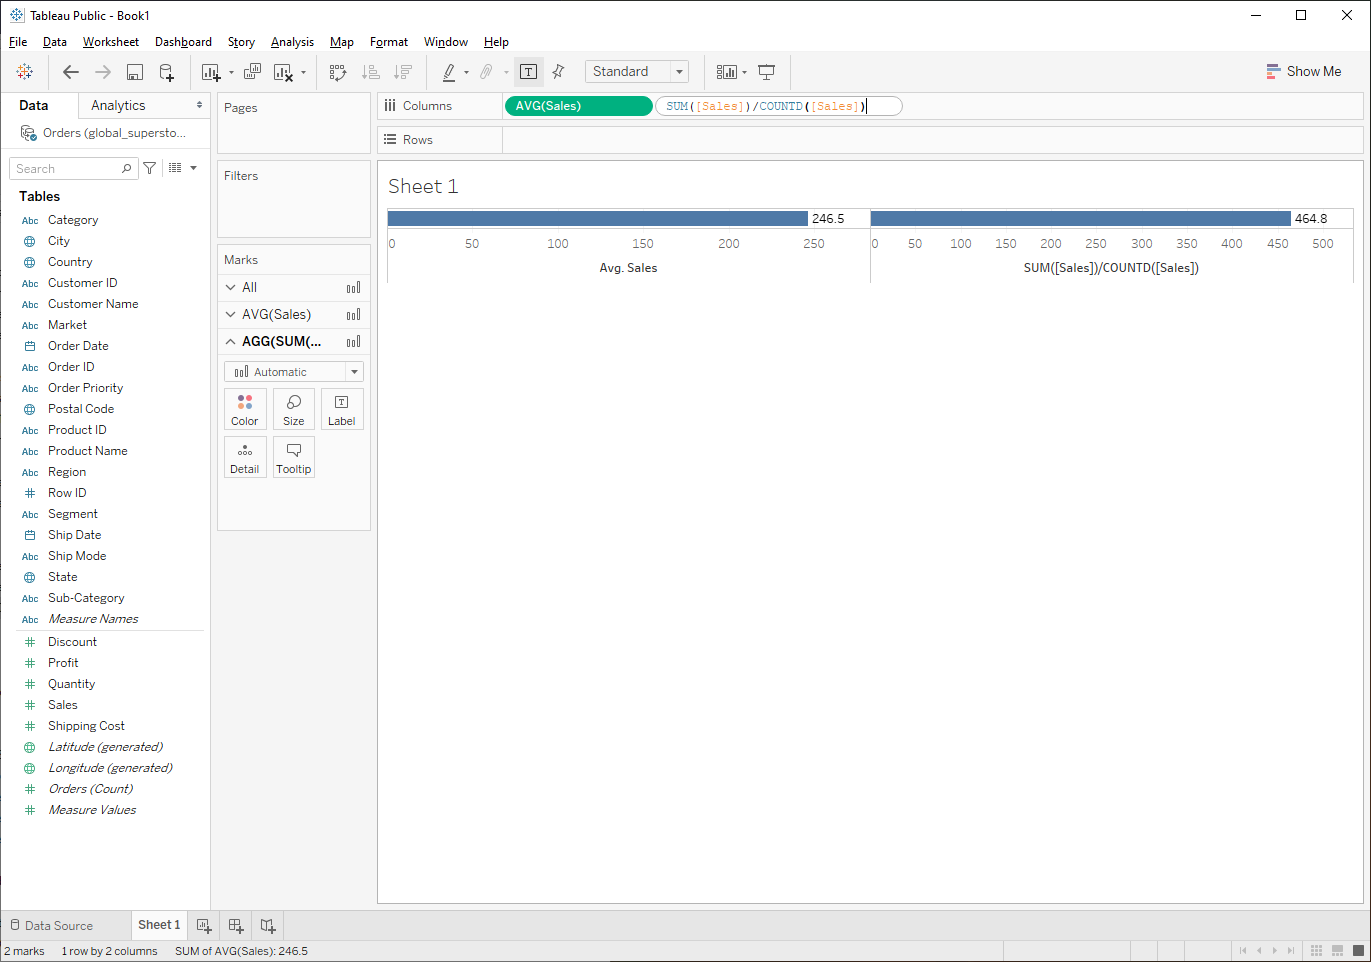 Tableau Public - Book1
File Data Worksheet Dashboard Story Analysis Map Format Window Help
Standard
Show Me
Data Analytics
Orders (global_supersto...
Search
Tables
Abc Category
City
Country
Abc Customer ID
Abc Customer Name
Abc Market
Order Date
Abc Order ID
Abc Order Priority
Postal Code
Abc Product ID
Abc Product Name
Abc Region
Row ID
Abc Segment
Ship Date
Abc Ship Mode
State
Abc Sub-Category
Abc Measure Names
Discount
Profit
Quantity
Sales
Shipping Cost
Latitude (generated)
Longitude (generated)
Orders (Count)
Measure Values
Pages
Filters
Marks
All
AVG(Sales)
AGG(SUM(...
Automatic
Color Size Label
Detail Tooltip
Columns AVG(Sales) SUM([Sales])/COUNTD([Sales])
Rows
Sheet 1
246.5 464.8
0 50 100 150 200 250 0 50 100 150 200 250 300 350 400 450 500
Avg. Sales SUM([Sales])/COUNTD([Sales])
Data Source Sheet 1
2 marks 1 row by 2 columns SUM of AVG(Sales): 246.5